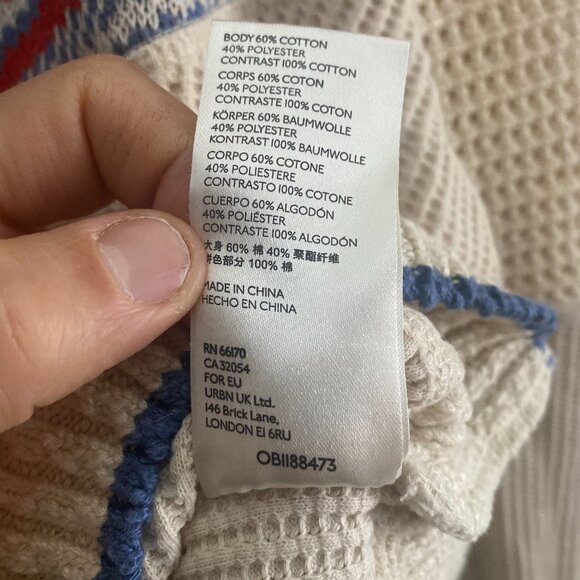 BODY 60% COTTON
40% POLYESTER
CONTRAST 100% COTTON
CORPS 60% COTON
40% POLYESTER
CONTRASTE 100% COTON
KÖRPER 60% BAUMWOLLE
40% POLYESTER
KONTRAST 100% BAUMWOLLE
CORPO 60% COTONE
40% POLIESTERE
CONTRASTO 100% COTONE
CUERPO 60% ALGODÓN
40% POLIÉSTER
CONTRASTE 100% ALGODÓN
大身 60% 棉 40% 聚酯纤维
拼色部分 100% 棉
MADE IN CHINA
HECHO EN CHINA
RN 66170
CA 32054
FOR EU
URBN UK Ltd.
146 Brick Lane,
LONDON E1 6RU
OB1188473